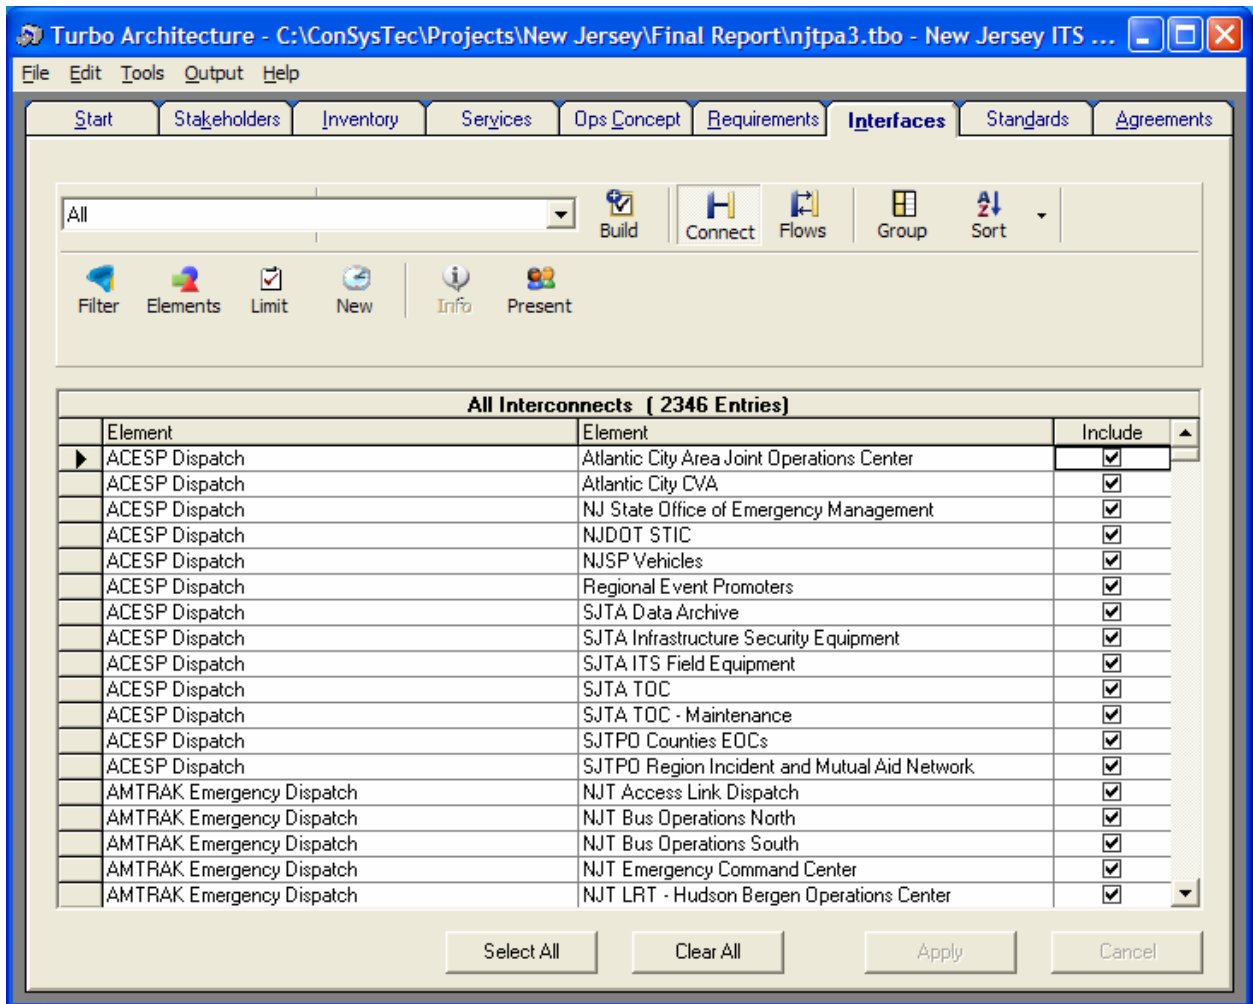 Turbo Architecture - C:\ConSysTec\Projects\New Jersey\Final Report\njtpa3.tbo - New Jersey ITS ...
File Edit Tools Output Help
Start Stakeholders Inventory Services Ops Concept Requirements Interfaces Standards Agreements
All Build Connect Flows Group Sort
Filter Elements Limit New Info Present
All Interconnects ( 2346 Entries)
Element Element Include
ACESP Dispatch Atlantic City Area Joint Operations Center
ACESP Dispatch Atlantic City CVA
ACESP Dispatch NJ State Office of Emergency Management
ACESP Dispatch NJDOT STIC
ACESP Dispatch NJSP Vehicles
ACESP Dispatch Regional Event Promoters
ACESP Dispatch SJTA Data Archive
ACESP Dispatch SJTA Infrastructure Security Equipment
ACESP Dispatch SJTA ITS Field Equipment
ACESP Dispatch SJTA TOC
ACESP Dispatch SJTA TOC - Maintenance
ACESP Dispatch SJTPO Counties EOCs
ACESP Dispatch SJTPO Region Incident and Mutual Aid Network
AMTRAK Emergency Dispatch NJT Access Link Dispatch
AMTRAK Emergency Dispatch NJT Bus Operations North
AMTRAK Emergency Dispatch NJT Bus Operations South
AMTRAK Emergency Dispatch NJT Emergency Command Center
AMTRAK Emergency Dispatch NJT LRT - Hudson Bergen Operations Center
Select All Clear All Apply Cancel